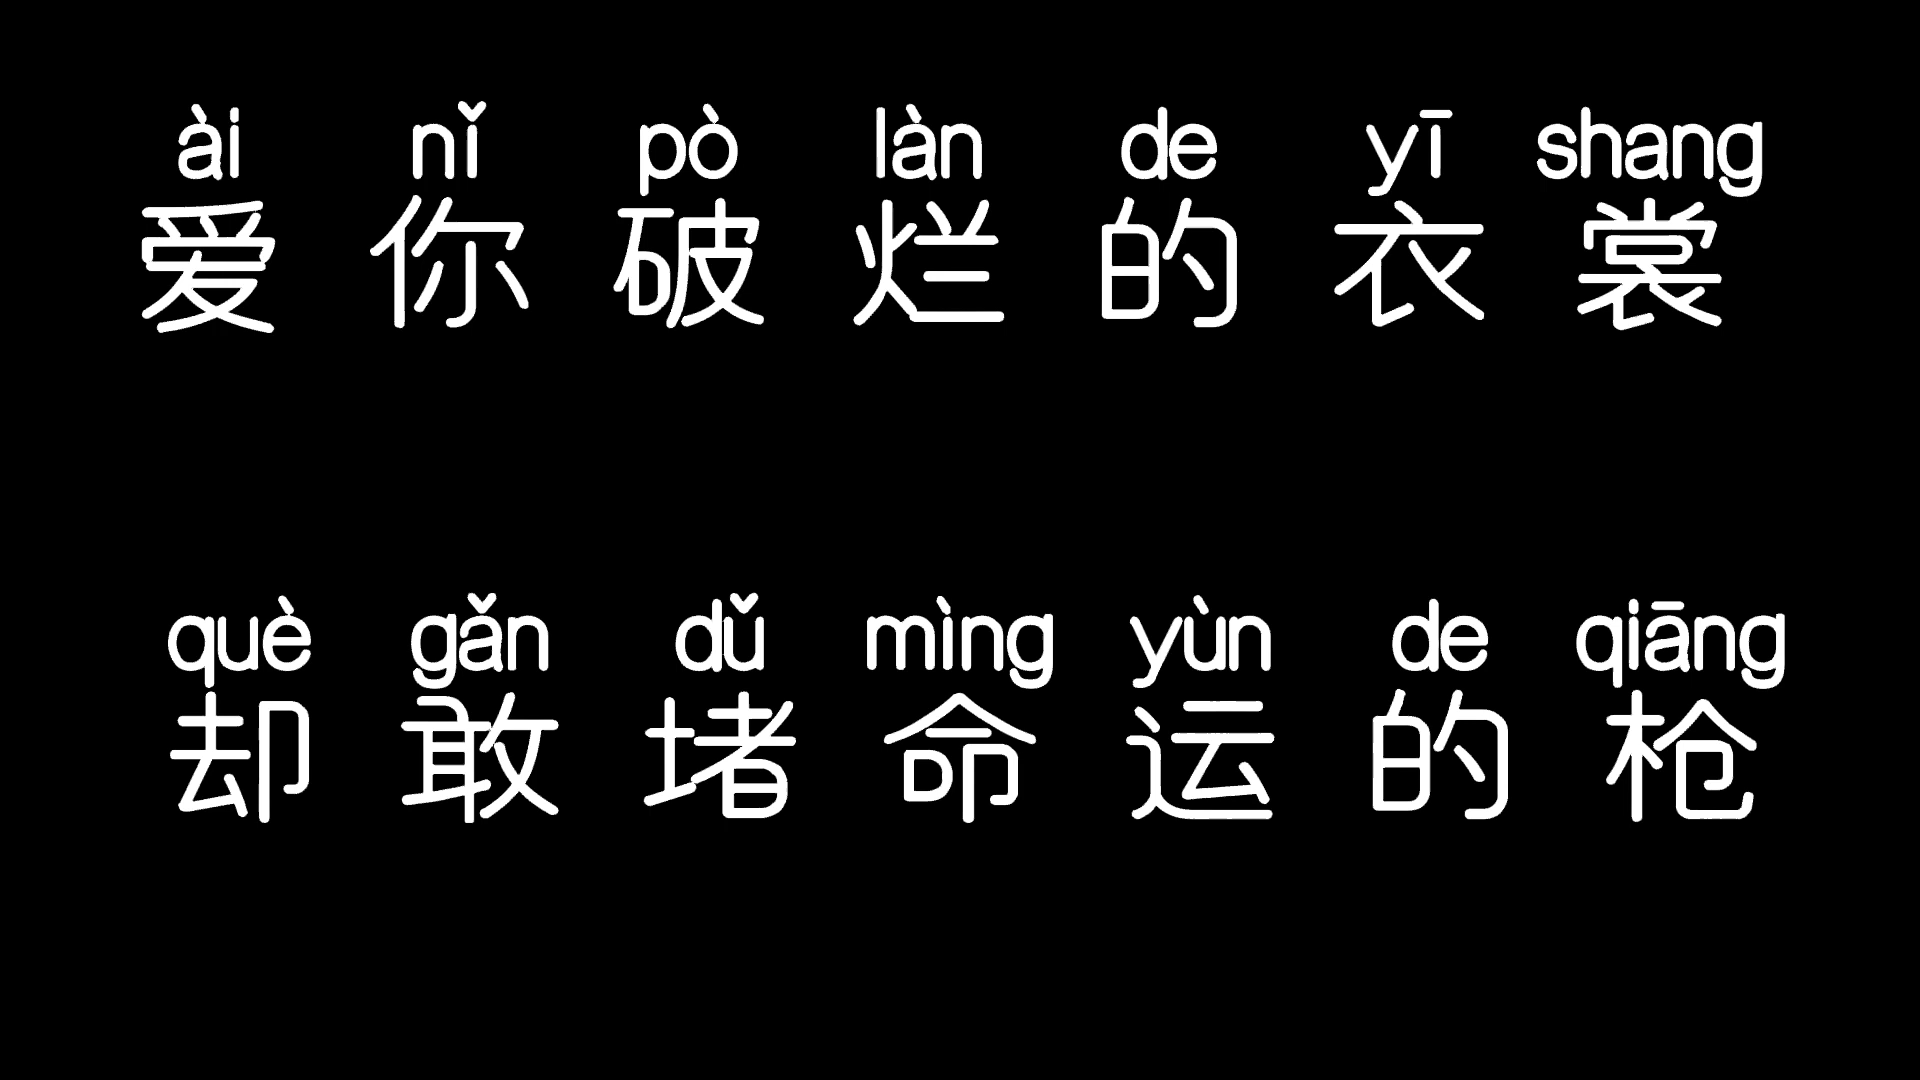 ài nǐ pò làn de yī shang
爱 你 破 烂 的 衣 裳
què gǎn dǔ mìng yùn de qiāng
却 敢 堵 命 运 的 枪